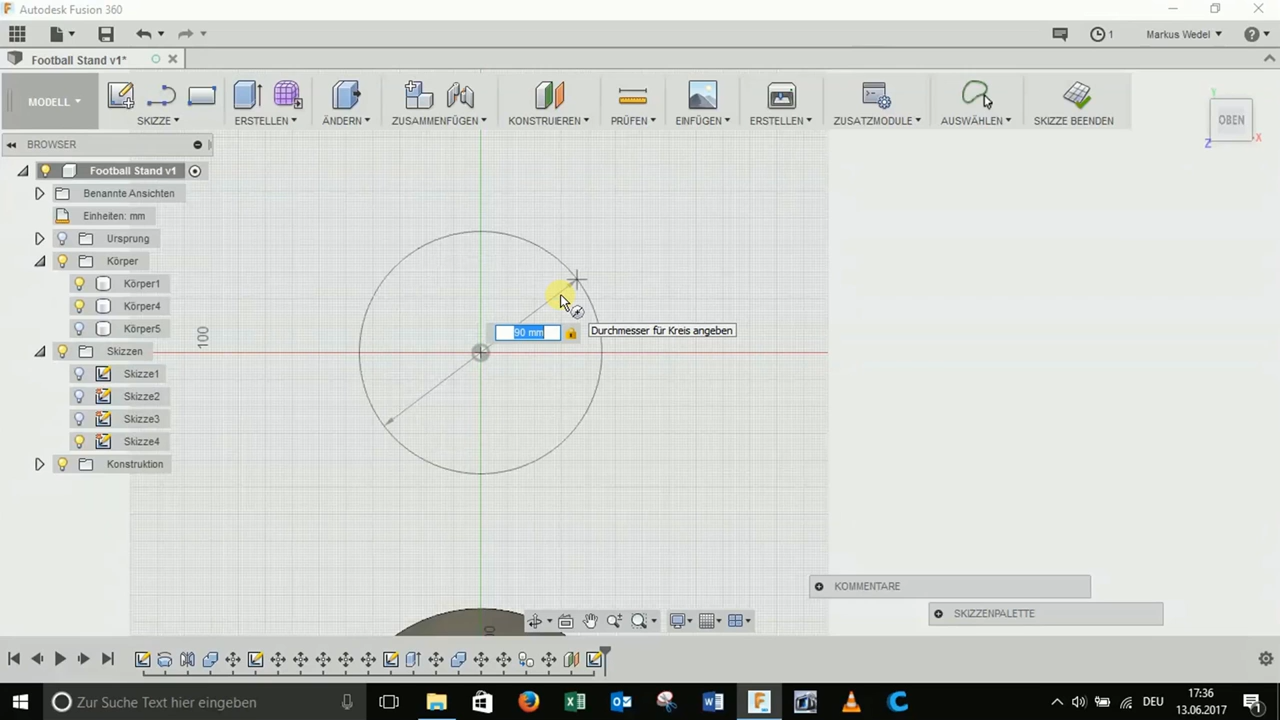 Autodesk Fusion 360
1
Markus Wedel
Football Stand v1*
MODELL
SKIZZE
ERSTELLEN
ÄNDERN
ZUSAMMENFÜGEN
KONSTRUIEREN
PRÜFEN
EINFÜGEN
ERSTELLEN
ZUSATZMODULE
AUSWÄHLEN
SKIZZE BEENDEN
BROWSER
Football Stand v1
Benannte Ansichten
Einheiten: mm
Ursprung
Körper
Körper1
Körper4
Körper5
Skizzen
Skizze1
Skizze2
Skizze3
Skizze4
Konstruktion
OBEN
Y
X
Z
100
90 mm
Durchmesser für Kreis angeben
KOMMENTARE
SKIZZENPALETTE
Zur Suche Text hier eingeben
DEU
17:36
13.06.2017
1